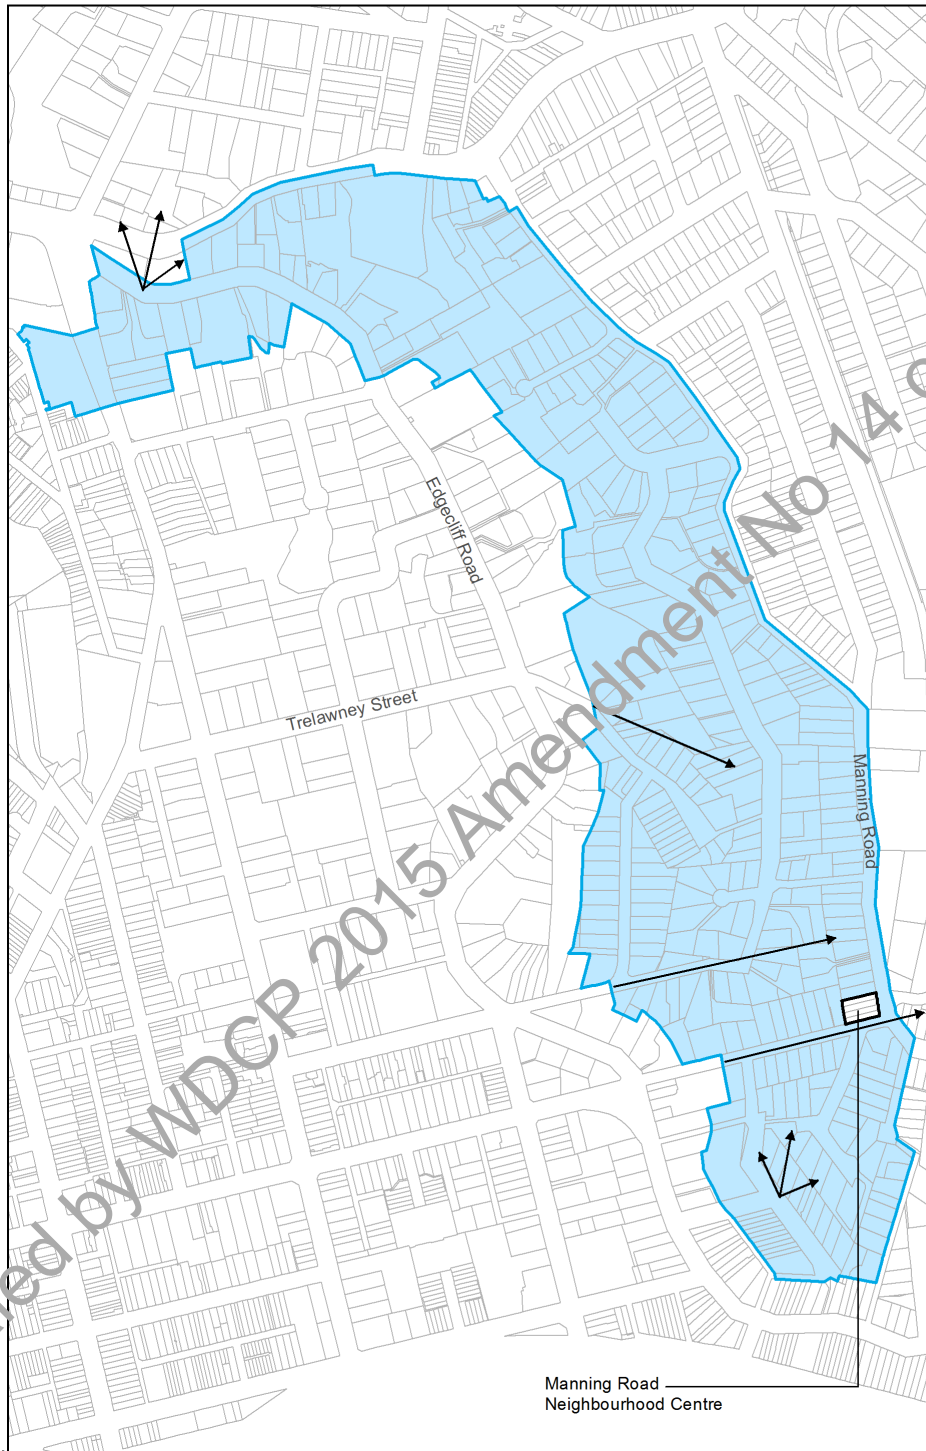 Edgecliff Road
Trelawney Street
Manning Road
ed by WDCP 2015 Amendment No 14 o
Manning Road
Neighbourhood Centre